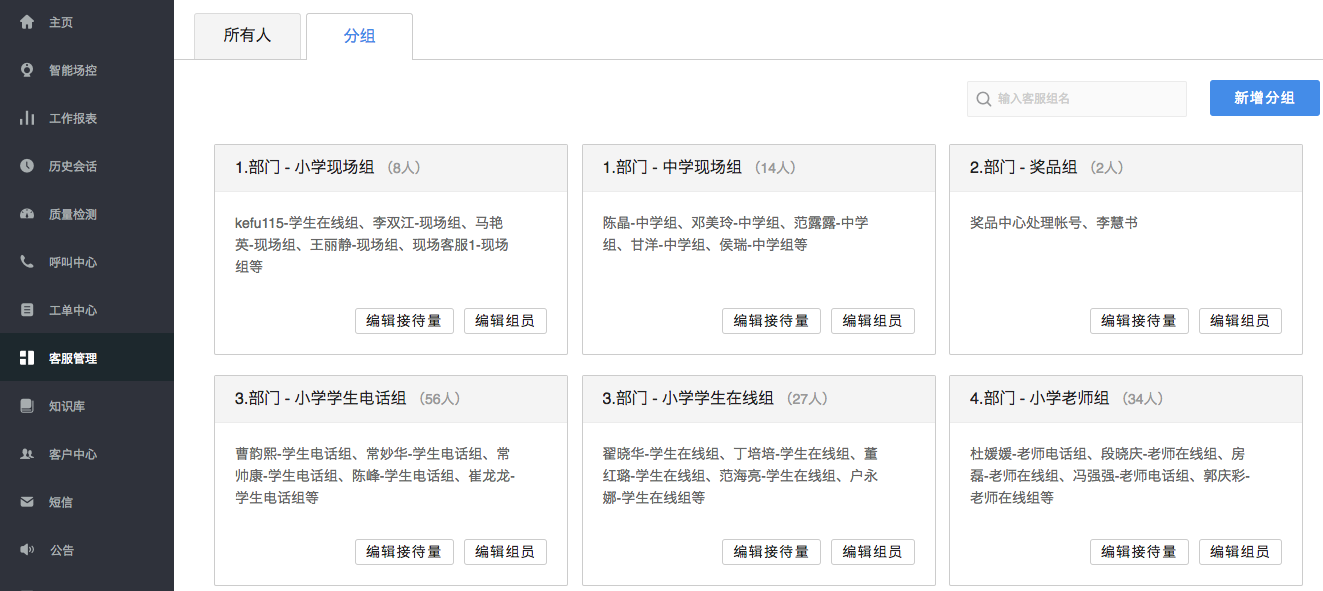 主页
智能场控
工作报表
历史会话
质量检测
呼叫中心
工单中心
客服管理
知识库
客户中心
短信
公告
所有人
分组
输入客服组名
新增分组
1.部门 - 小学现场组 （8人）
kefu115-学生在线组、李双江-现场组、马艳
英-现场组、王丽静-现场组、现场客服1-现场
组等
编辑接待量
编辑组员
1.部门 - 中学现场组 （14人）
陈晶-中学组、邓美玲-中学组、范露露-中学
组、甘洋-中学组、侯瑞-中学组等
编辑接待量
编辑组员
2.部门 - 奖品组 （2人）
奖品中心处理帐号、李慧书
编辑接待量
编辑组员
3.部门 - 小学学生电话组 （56人）
曹韵熙-学生电话组、常妙华-学生电话组、常
帅康-学生电话组、陈峰-学生电话组、崔龙龙-
学生电话组等
编辑接待量
编辑组员
3.部门 - 小学学生在线组 （27人）
翟晓华-学生在线组、丁培培-学生在线组、董
红璐-学生在线组、范海亮-学生在线组、户永
娜-学生在线组等
编辑接待量
编辑组员
4.部门 - 小学老师组 （34人）
杜媛媛-老师电话组、段晓庆-老师在线组、房
磊-老师在线组、冯强强-老师电话组、郭庆彩-
老师在线组等
编辑接待量
编辑组员